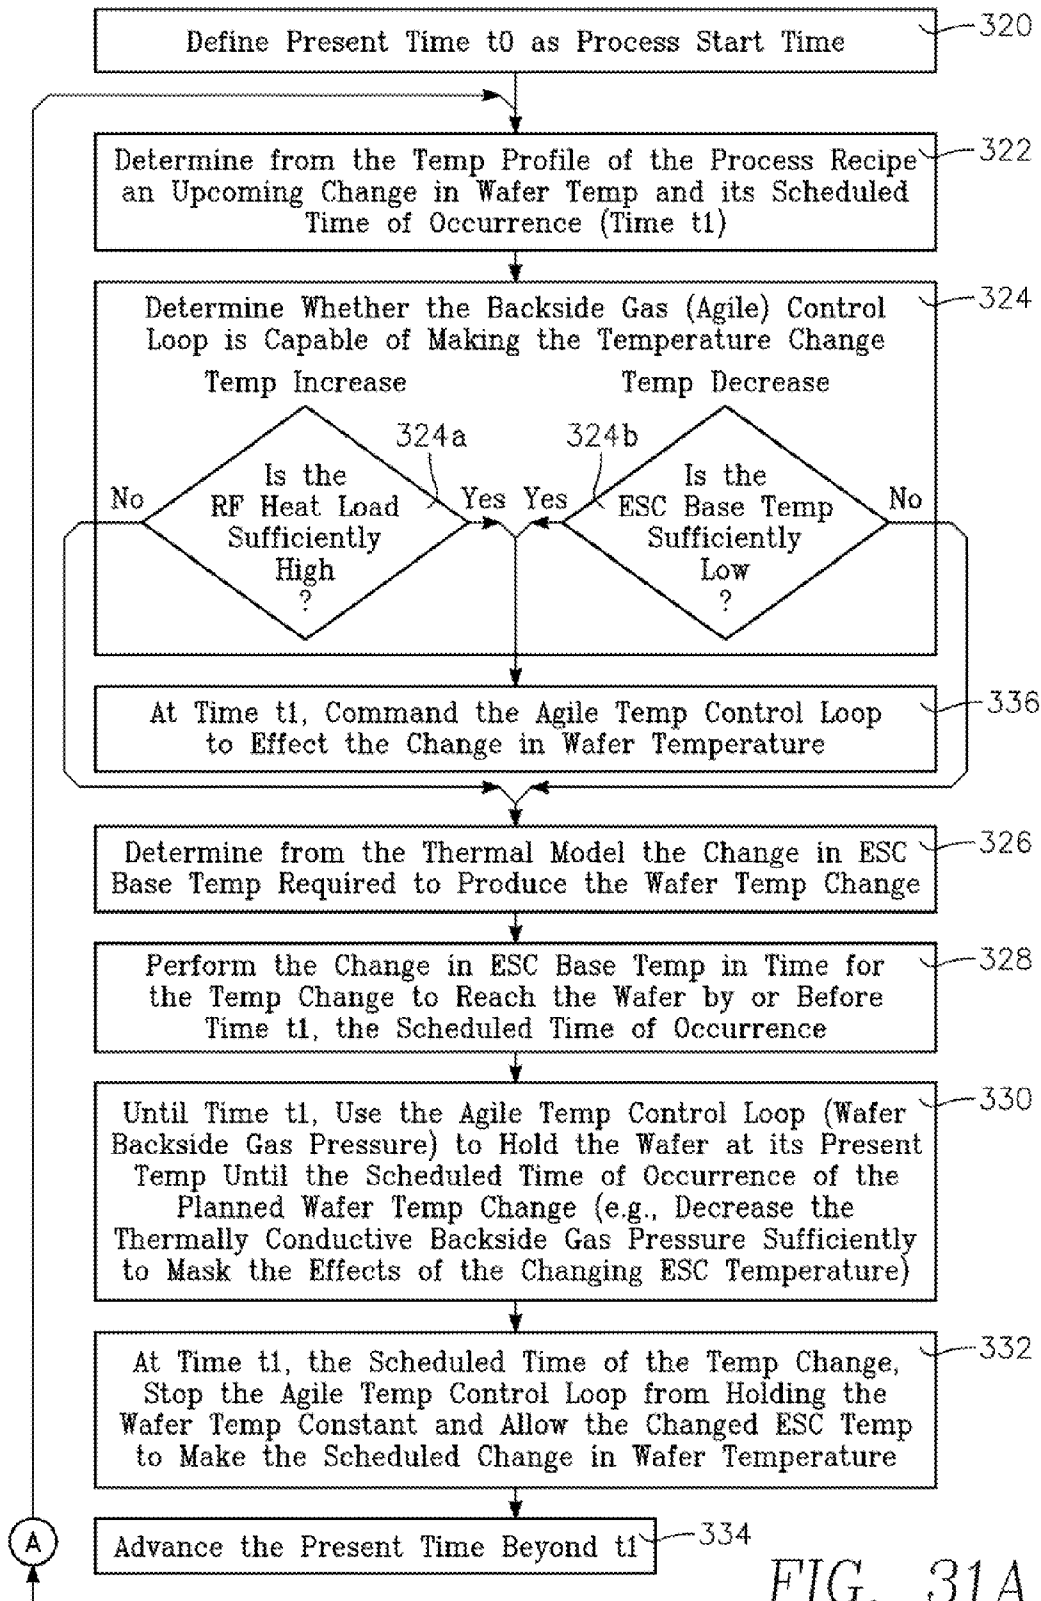 Define Present Time t0 as Process Start Time
320
Determine from the Temp Profile of the Process Recipe
an Upcoming Change in Wafer Temp and its Scheduled
Time of Occurrence (Time t1)
322
Determine Whether the Backside Gas (Agile) Control
Loop is Capable of Making the Temperature Change
324
Temp Increase
Temp Decrease
324a
324b
No
Is the
RF Heat Load
Sufficiently
High
?
Yes
Yes
Is the
ESC Base Temp
Sufficiently
Low
?
No
At Time t1, Command the Agile Temp Control Loop
to Effect the Change in Wafer Temperature
336
Determine from the Thermal Model the Change in ESC
Base Temp Required to Produce the Wafer Temp Change
326
Perform the Change in ESC Base Temp in Time for
the Temp Change to Reach the Wafer by or Before
Time t1, the Scheduled Time of Occurrence
328
Until Time t1, Use the Agile Temp Control Loop (Wafer
Backside Gas Pressure) to Hold the Wafer at its Present
Temp Until the Scheduled Time of Occurrence of the
Planned Wafer Temp Change (e.g., Decrease the
Thermally Conductive Backside Gas Pressure Sufficiently
to Mask the Effects of the Changing ESC Temperature)
330
At Time t1, the Scheduled Time of the Temp Change,
Stop the Agile Temp Control Loop from Holding the
Wafer Temp Constant and Allow the Changed ESC Temp
to Make the Scheduled Change in Wafer Temperature
332
A
Advance the Present Time Beyond t1
334
FIG. 31A